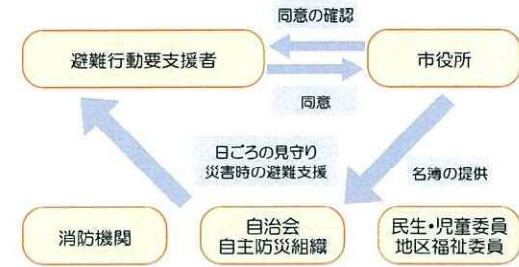 同意の確認
避難行動要支援者
市役所
同意
日ごろの見守り
災害時の避難支援
名簿の提供
消防機関
自治会
自主防災組織
民生・児童委員
地区福祉委員